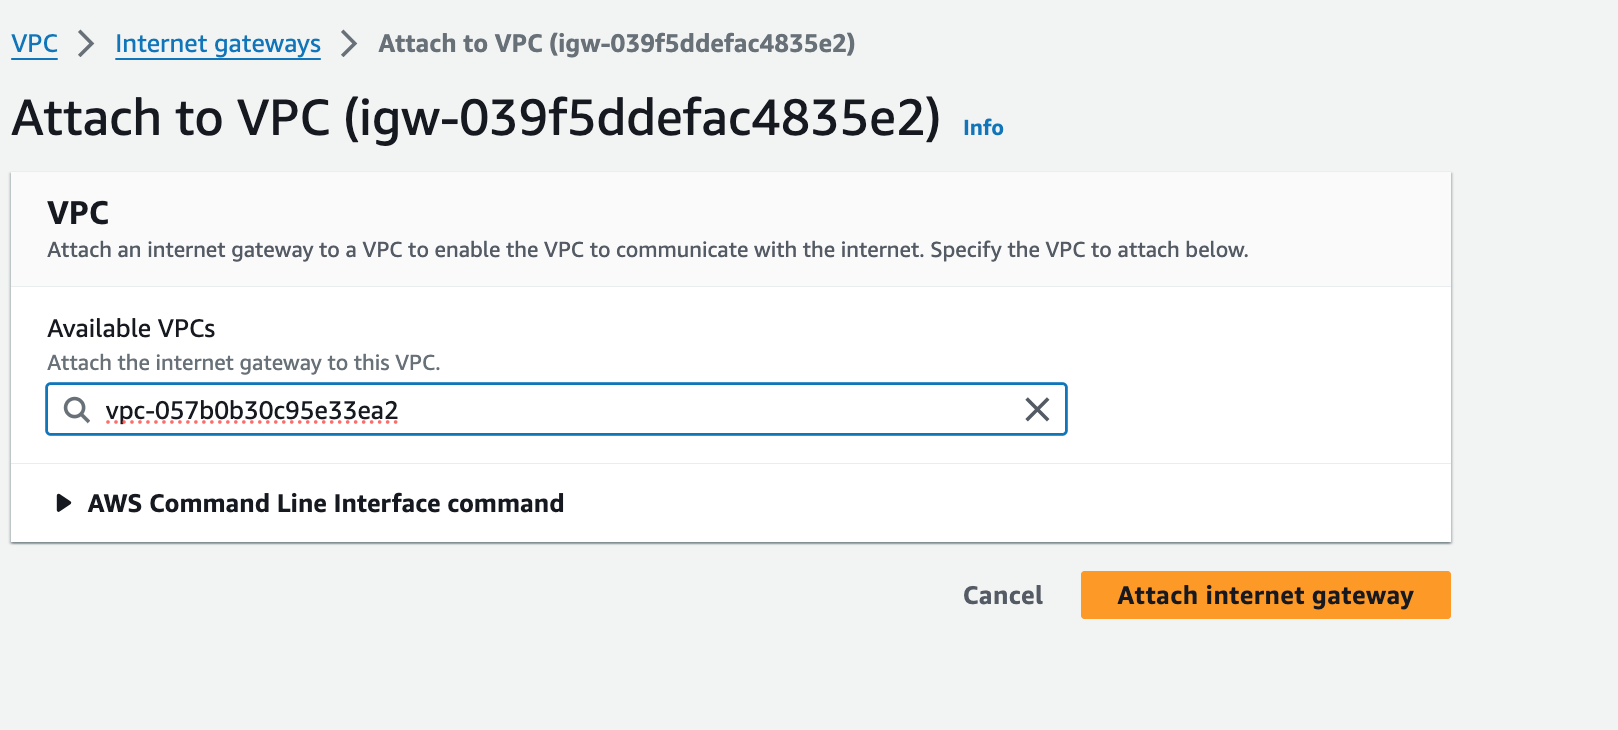 VPC > Internet gateways > Attach to VPC (igw-039f5ddefac4835e2)
Attach to VPC (igw-039f5ddefac4835e2) Info
VPC
Attach an internet gateway to a VPC to enable the VPC to communicate with the internet. Specify the VPC to attach below.
Available VPCs
Attach the internet gateway to this VPC.
vpc-057b0b30c95e33ea2
AWS Command Line Interface command
Cancel Attach internet gateway